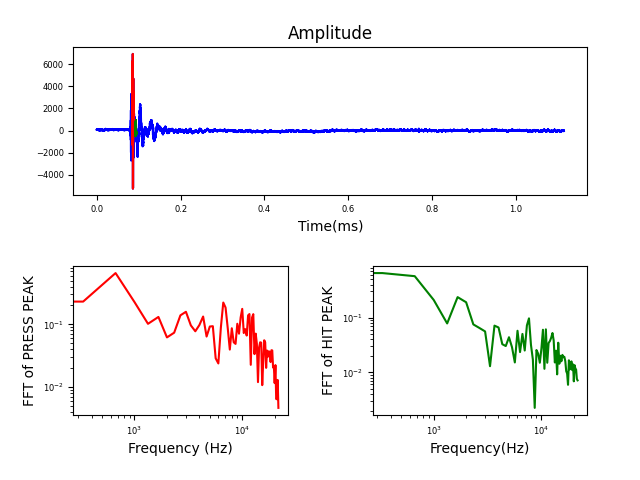 Amplitude
6000
4000
2000
0
−2000
−4000
0.0 0.2 0.4 0.6 0.8 1.0
Time(ms)
FFT of PRESS PEAK
10⁻¹
10⁻²
10³ 10⁴
Frequency (Hz)
FFT of HIT PEAK
10⁻¹
10⁻²
10³ 10⁴
Frequency(Hz)